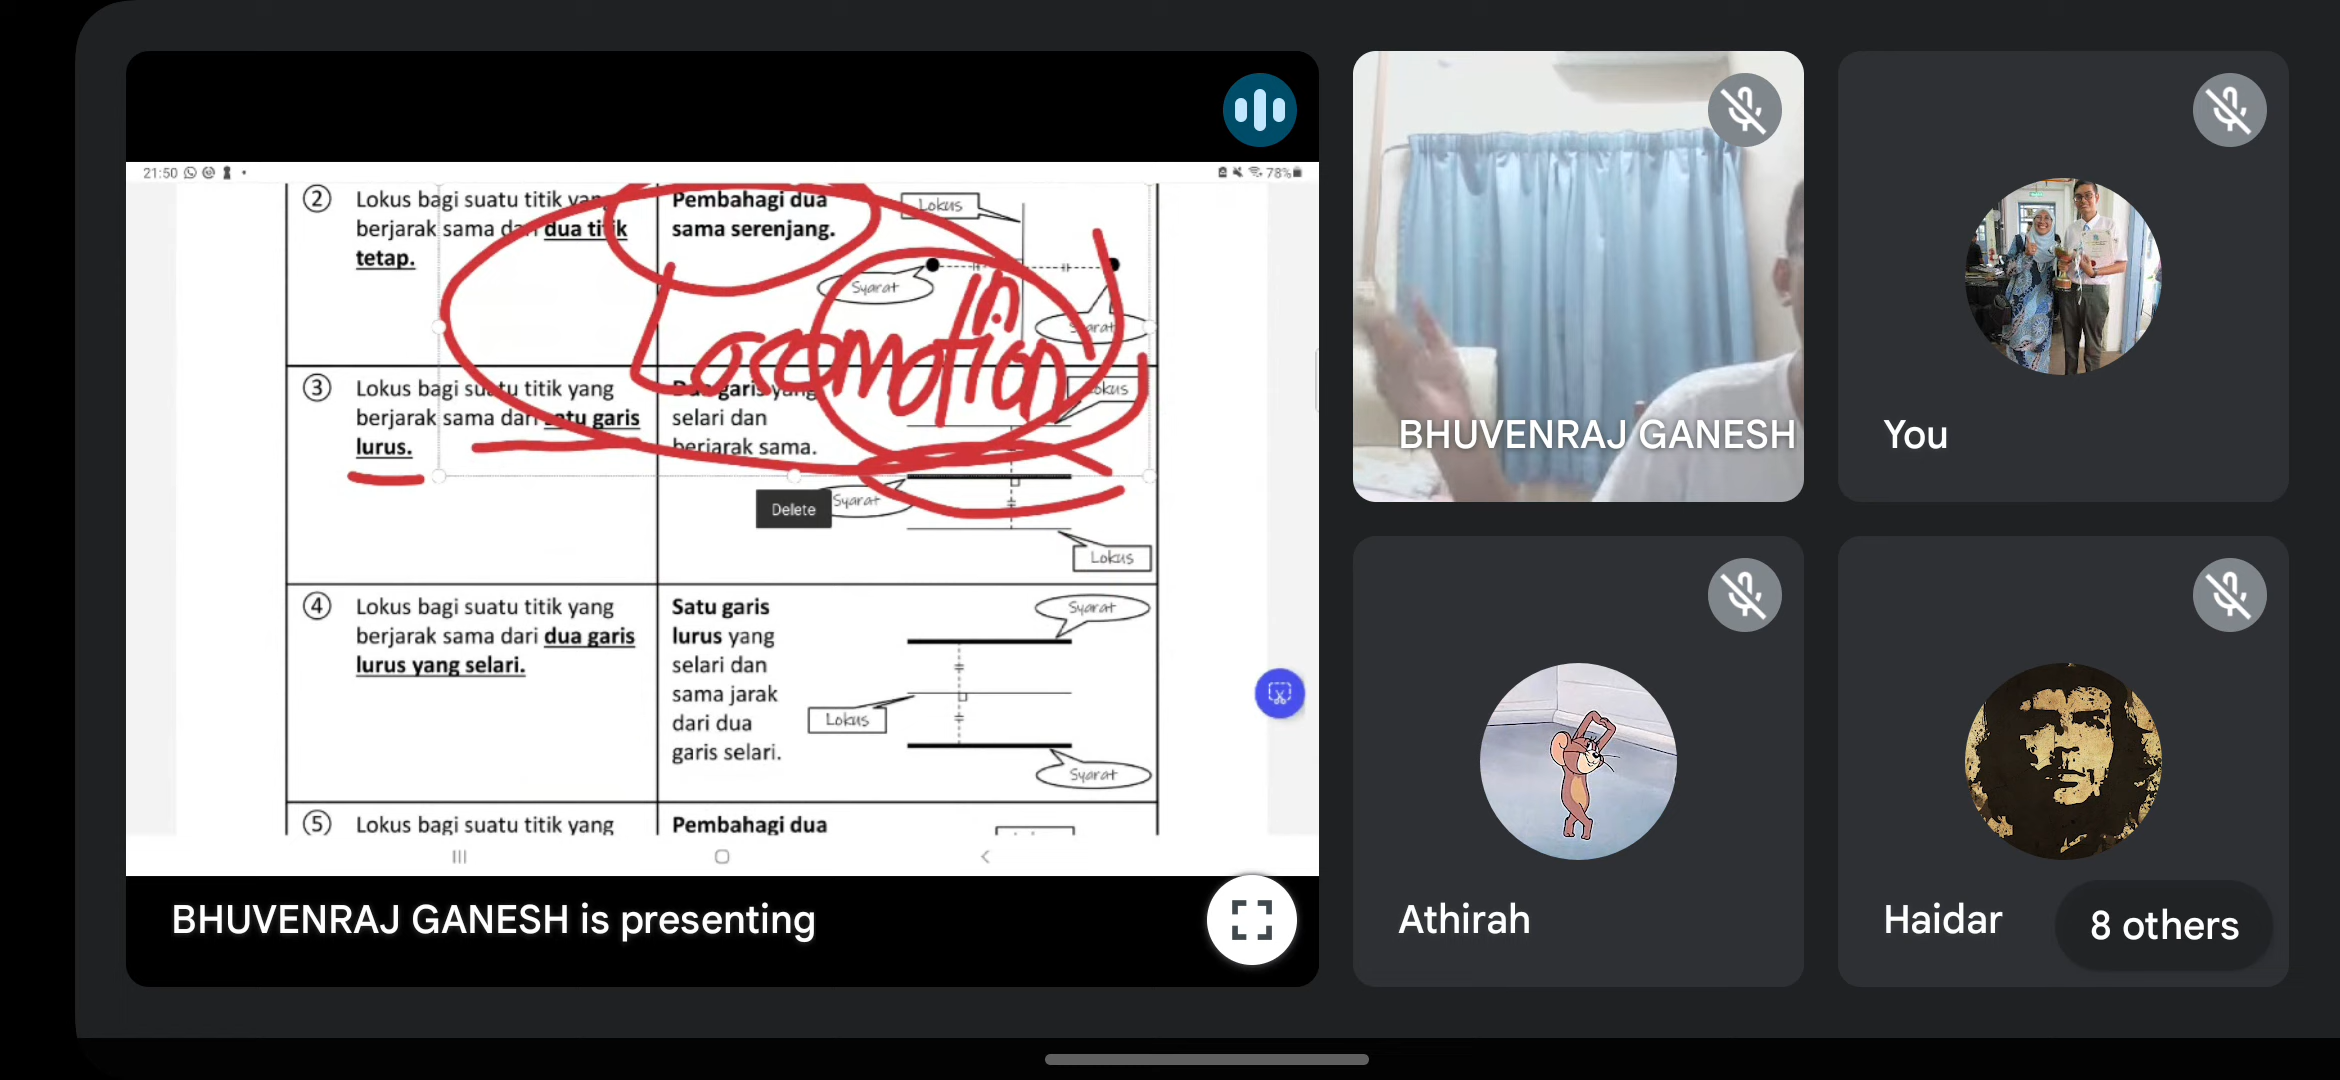 21:50
78%
② Lokus bagi suatu titik yang
berjarak sama dari dua titik
tetap.
Pembahagi dua
sama serenjang.
Lokus
Syarat
Syarat
Locomotion
③ Lokus bagi suatu titik yang
berjarak sama dari satu garis
lurus.
Dua garis yang
selari dan
berjarak sama.
Lokus
Syarat
Delete
Lokus
④ Lokus bagi suatu titik yang
berjarak sama dari dua garis
lurus yang selari.
Satu garis
lurus yang
selari dan
sama jarak
dari dua
garis selari.
Syarat
Lokus
Syarat
⑤ Lokus bagi suatu titik yang
Pembahagi dua
BHUVENRAJ GANESH is presenting
BHUVENRAJ GANESH
You
Athirah
Haidar
8 others